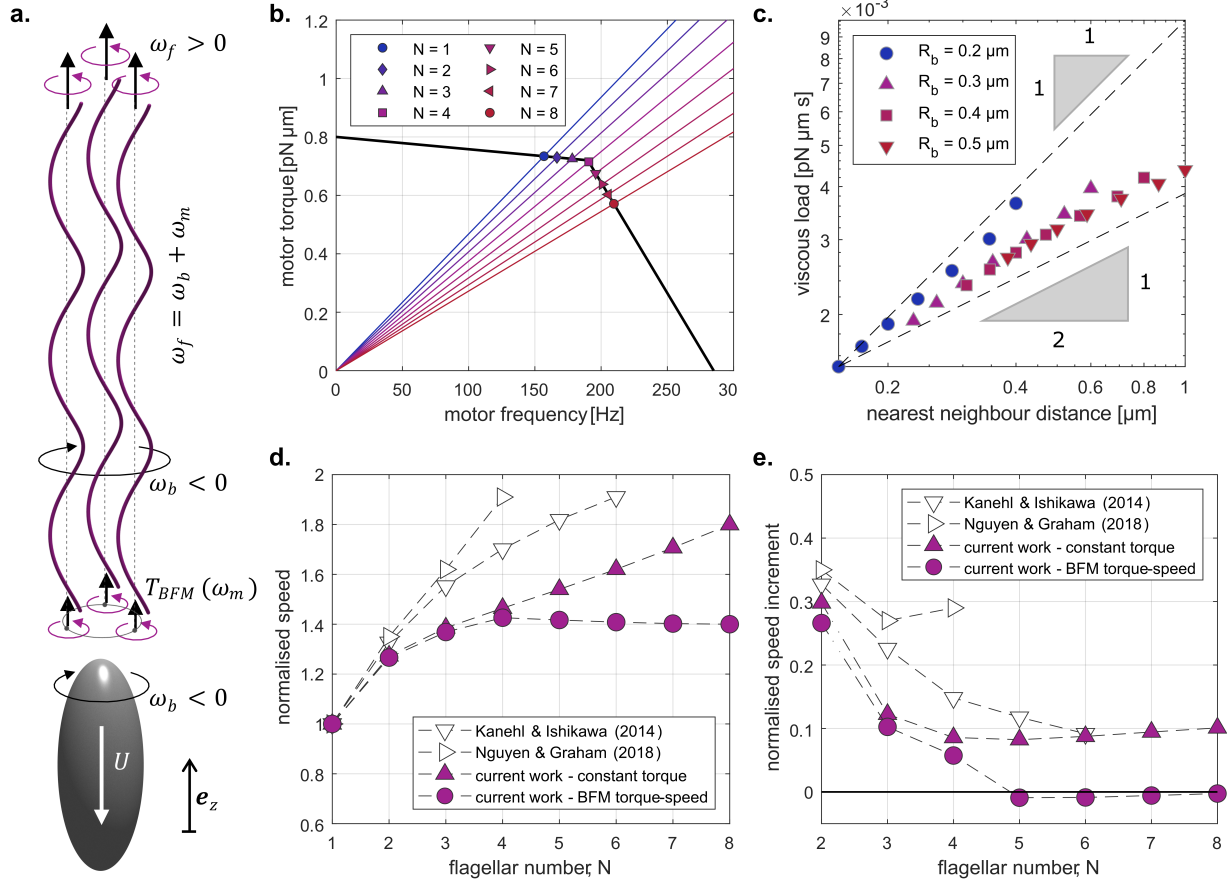 a.
ω_f > 0
ω_f = ω_b + ω_m
ω_b < 0
T_BFM (ω_m)
ω_b < 0
U
e_z
b.
N = 1
N = 2
N = 3
N = 4
N = 5
N = 6
N = 7
N = 8
motor torque [pN µm]
1.2
1
0.8
0.6
0.4
0.2
0
0 50 100 150 200 250 30
motor frequency [Hz]
c.
×10⁻³
R_b = 0.2 µm
R_b = 0.3 µm
R_b = 0.4 µm
R_b = 0.5 µm
1
1
1
2
viscous load [pN µm s]
9
8
7
6
5
4
3
2
0.2 0.4 0.6 0.8 1
nearest neighbour distance [µm]
d.
normalised speed
2
1.8
1.6
1.4
1.2
1
0.8
0.6
Kanehl & Ishikawa (2014)
Nguyen & Graham (2018)
current work - constant torque
current work - BFM torque-speed
1 2 3 4 5 6 7 8
flagellar number, N
e.
normalised speed increment
0.5
0.4
0.3
0.2
0.1
0
Kanehl & Ishikawa (2014)
Nguyen & Graham (2018)
current work - constant torque
current work - BFM torque-speed
2 3 4 5 6 7 8
flagellar number, N